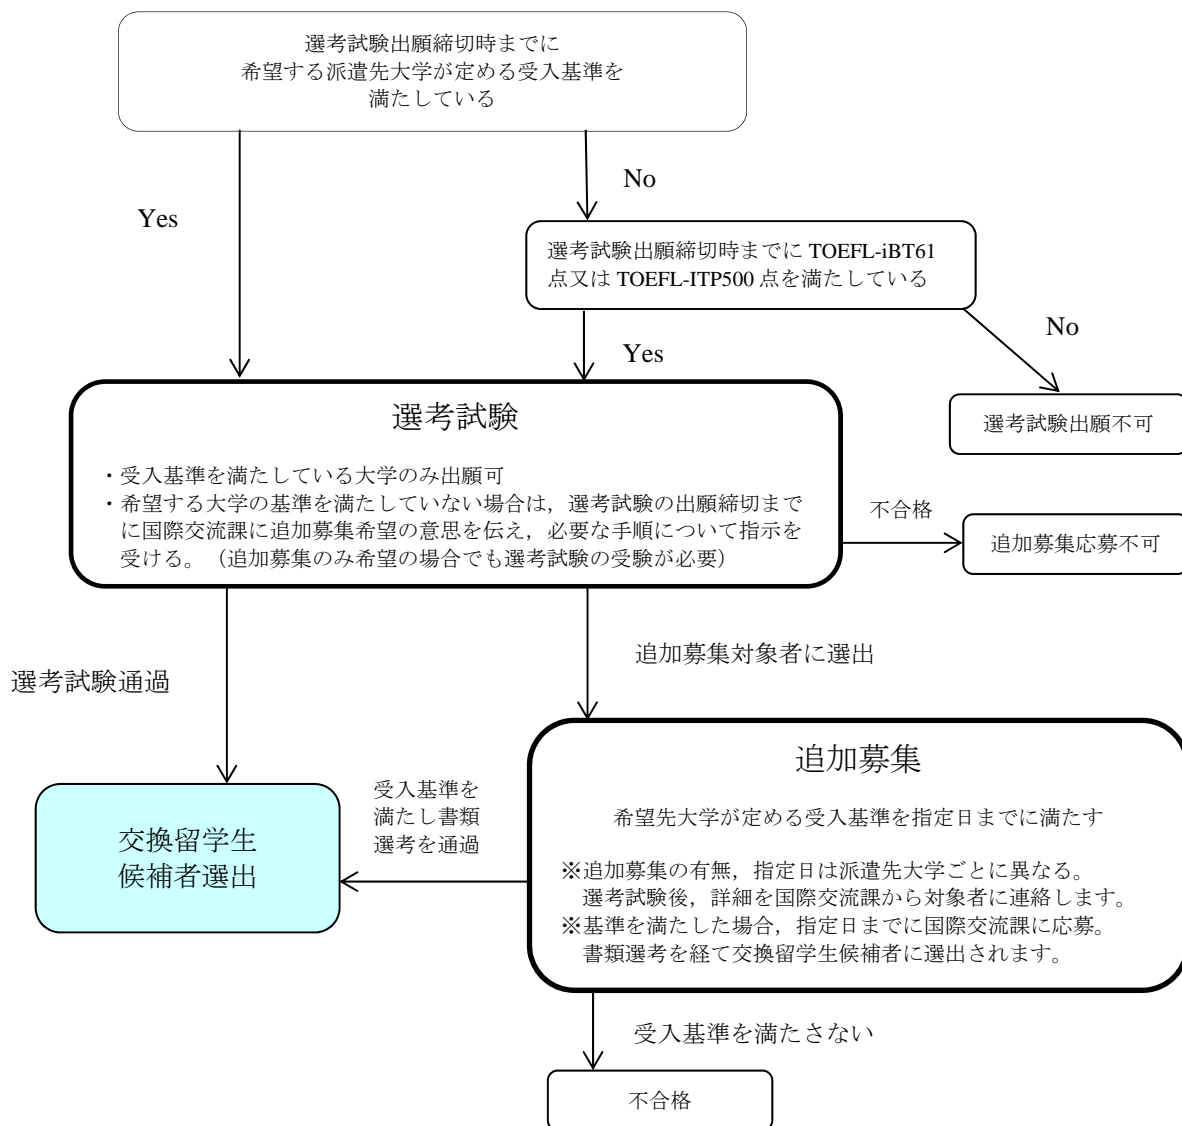 選考試験出願締切時までに
希望する派遣先大学が定める受入基準を
満たしている
No
Yes
選考試験出願締切時までに TOEFL-iBT61
点又は TOEFL-ITP500 点を満たしている
No
Yes
選考試験
・受入基準を満たしている大学のみ出願可
・希望する大学の基準を満たしていない場合は，選考試験の出願締切まで
に国際交流課に追加募集希望の意思を伝え，必要な手順について指示を
受ける。（追加募集のみ希望の場合でも選考試験の受験が必要）
選考試験出願不可
不合格
追加募集応募不可
追加募集対象者に選出
選考試験通過
追加募集
希望先大学が定める受入基準を指定日までに満たす
※追加募集の有無，指定日は派遣先大学ごとに異なる。
選考試験後，詳細を国際交流課から対象者に連絡します。
※基準を満たした場合，指定日までに国際交流課に応募。
書類選考を経て交換留学生候補者に選出されます。
受入基準を
満たし書類
選考を通過
交換留学生
候補者選出
受入基準を満たさない
不合格